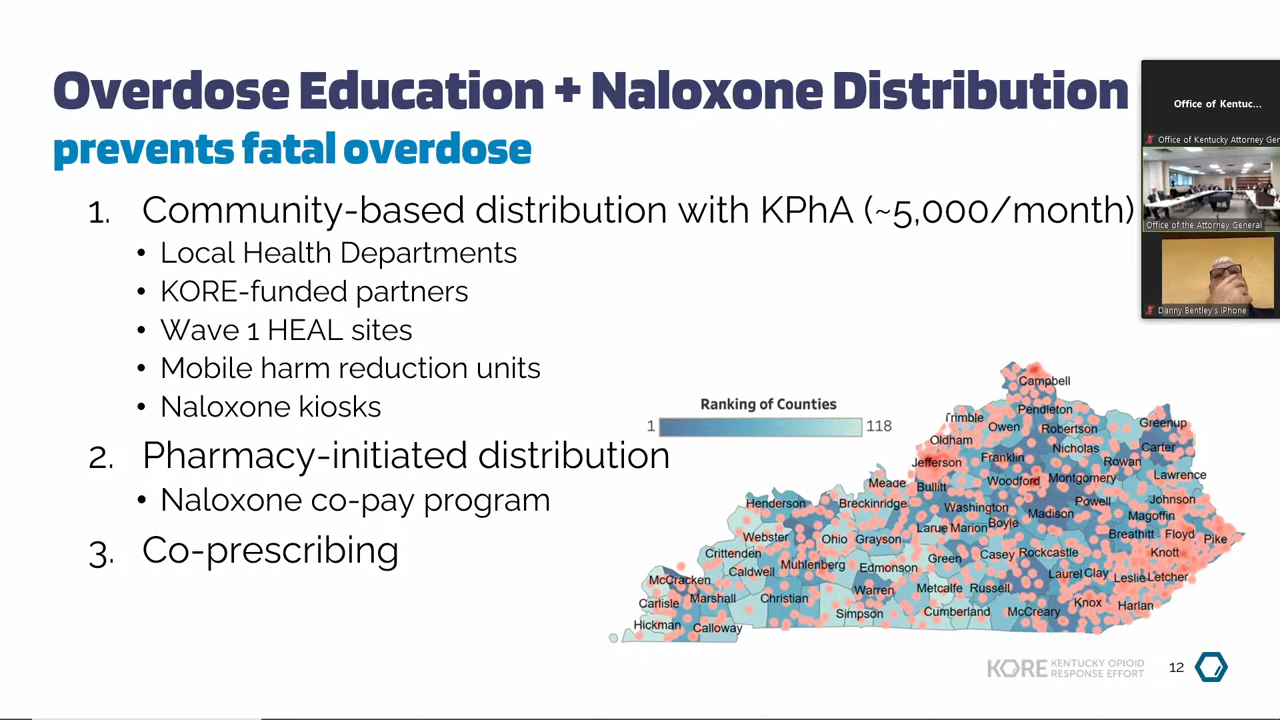 Overdose Education + Naloxone Distribution
prevents fatal overdose
1. Community-based distribution with KPhA (~5,000/month)
• Local Health Departments
• KORE-funded partners
• Wave 1 HEAL sites
• Mobile harm reduction units
• Naloxone kiosks
2. Pharmacy-initiated distribution
• Naloxone co-pay program
3. Co-prescribing
Office of Kentuc...
Office of Kentucky Attorney Gen
Office of the Attorney General
Danny Bentley's iPhone
Ranking of Counties
1 118
Campbell
Trimble
Pendleton
Owen
Robertson
Greenup
Oldham
Nicholas
Carter
Jefferson
Franklin
Rowan
Meade
Bullitt
Woodford
Montgomery
Lawrence
Henderson
Breckinridge
Washington
Madison
Powell
Johnson
Magoffin
Webster
Ohio
Grayson
Larue
Marion
Boyle
Breathitt
Floyd
Pike
Crittenden
Caldwell
Muhlenberg
Edmonson
Green
Casey
Rockcastle
Knott
McCracken
Laurel
Clay
Leslie
Letcher
Carlisle
Marshall
Christian
Warren
Metcalfe
Russell
Simpson
Cumberland
McCreary
Knox
Harlan
Hickman
Calloway
KORE KENTUCKY OPIOID
RESPONSE EFFORT
12